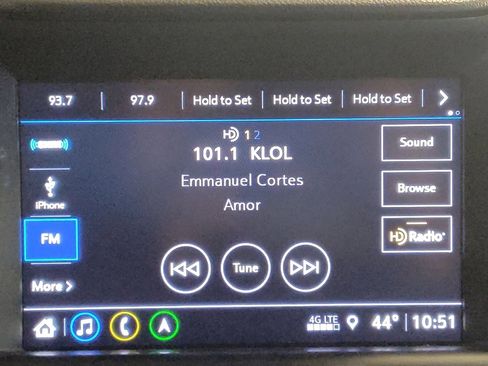 93.7 97.9 Hold to Set Hold to Set Hold to Set
HD 1 2
101.1 KLOL
Emmanuel Cortes
Amor
Sound
Browse
HD Radio
iPhone
FM
More
Tune
4G LTE
44° 10:51